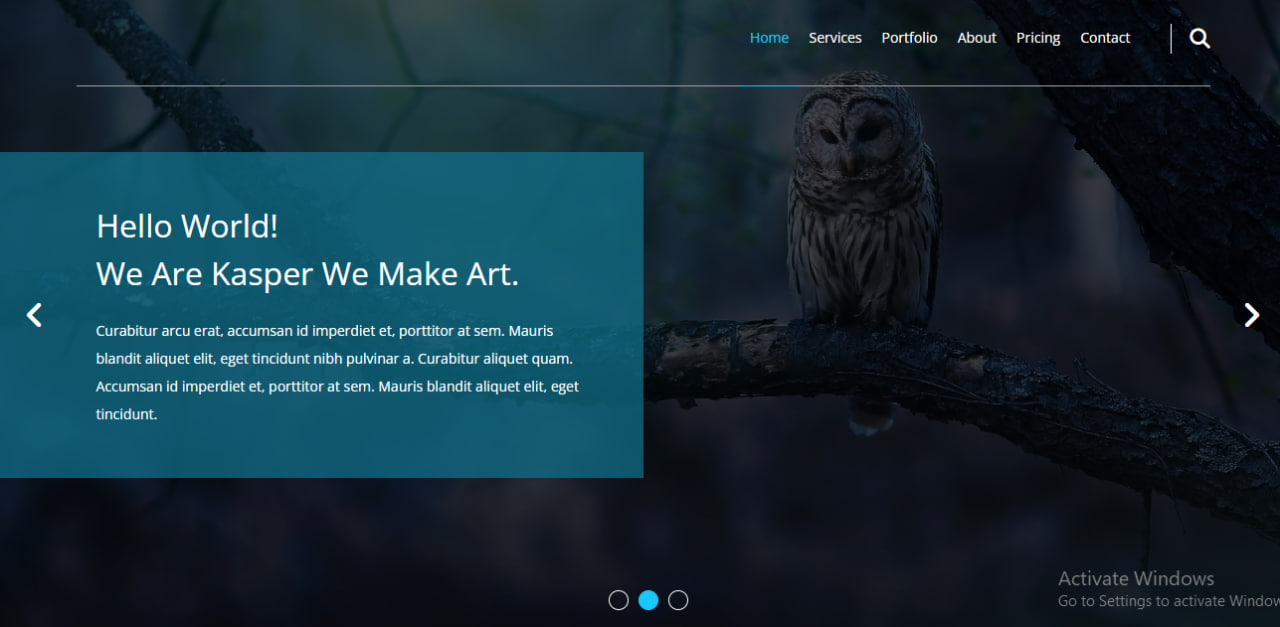 Home Services Portfolio About Pricing Contact
Hello World!
We Are Kasper We Make Art.
Curabitur arcu erat, accumsan id imperdiet et, porttitor at sem. Mauris
blandit aliquet elit, eget tincidunt nibh pulvinar a. Curabitur aliquet quam.
Accumsan id imperdiet et, porttitor at sem. Mauris blandit aliquet elit, eget
tincidunt.
Activate Windows
Go to Settings to activate Window